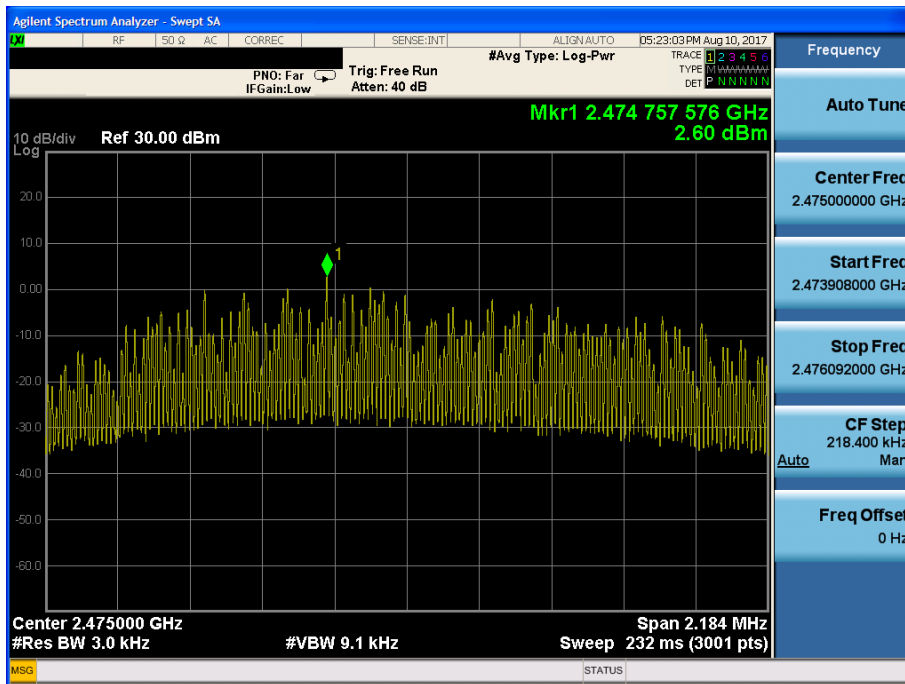 Agilent Spectrum Analyzer - Swept SA
LXI RF 50 Ω AC CORREC SENSE:INT ALIGN AUTO 05:23:03 PM Aug 10, 2017
#Avg Type: Log-Pwr
TRACE 1 2 3 4 5 6
TYPE M WWWWW
DET P N N N N N
PNO: Far
IFGain:Low
Trig: Free Run
Atten: 40 dB
Mkr1 2.474 757 576 GHz
2.60 dBm
10 dB/div Ref 30.00 dBm
Log
20.0
10.0
0.00
-10.0
-20.0
-30.0
-40.0
-50.0
-60.0
1
Center 2.475000 GHz Span 2.184 MHz
#Res BW 3.0 kHz #VBW 9.1 kHz Sweep 232 ms (3001 pts)
MSG STATUS
Frequency
Auto Tune
Center Freq
2.475000000 GHz
Start Freq
2.473908000 GHz
Stop Freq
2.476092000 GHz
CF Step
218.400 kHz
Auto Man
Freq Offset
0 Hz